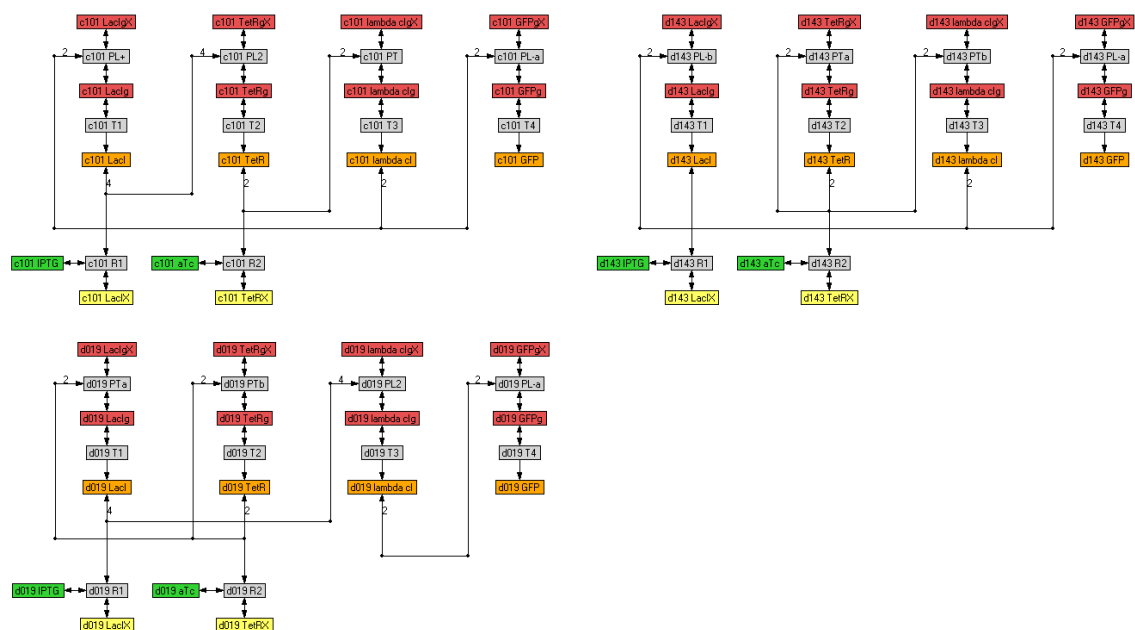 c101 LacIgX c101 TetRgX c101 lambda cIgX c101 GFPgX
2 c101 PL+ 4 c101 PL2 2 c101 PT 2 c101 PL-a
c101 LacIg c101 TetRg c101 lambda cIg c101 GFPg
c101 T1 c101 T2 c101 T3 c101 T4
c101 LacI c101 TetR c101 lambda cI c101 GFP
4 2 2
c101 IPTG c101 R1 c101 aTc c101 R2
c101 LacIX c101 TetRX
d143 LacIgX d143 TetRgX d143 lambda cIgX d143 GFPgX
2 d143 PL-b 2 d143 PTa 2 d143 PTb 2 d143 PL-a
d143 LacIg d143 TetRg d143 lambda cIg d143 GFPg
d143 T1 d143 T2 d143 T3 d143 T4
d143 LacI d143 TetR d143 lambda cI d143 GFP
2 2
d143 IPTG d143 R1 d143 aTc d143 R2
d143 LacIX d143 TetRX
d019 LacIgX d019 TetRgX d019 lambda cIgX d019 GFPgX
2 d019 PTa 2 d019 PTb 4 d019 PL2 2 d019 PL-a
d019 LacIg d019 TetRg d019 lambda cIg d019 GFPg
d019 T1 d019 T2 d019 T3 d019 T4
d019 LacI d019 TetR d019 lambda cI d019 GFP
4 2 2
d019 IPTG d019 R1 d019 aTc d019 R2
d019 LacIX d019 TetRX